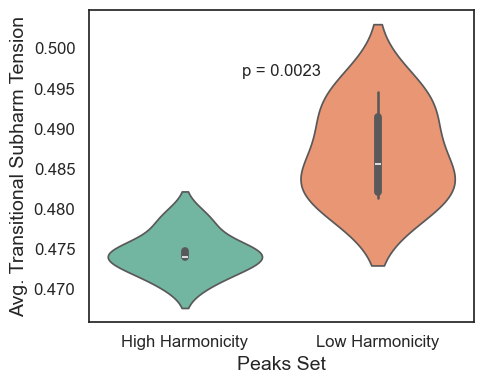 Avg. Transitional Subharm Tension
0.500
0.495
0.490
0.485
0.480
0.475
0.470
p = 0.0023
High Harmonicity
Low Harmonicity
Peaks Set